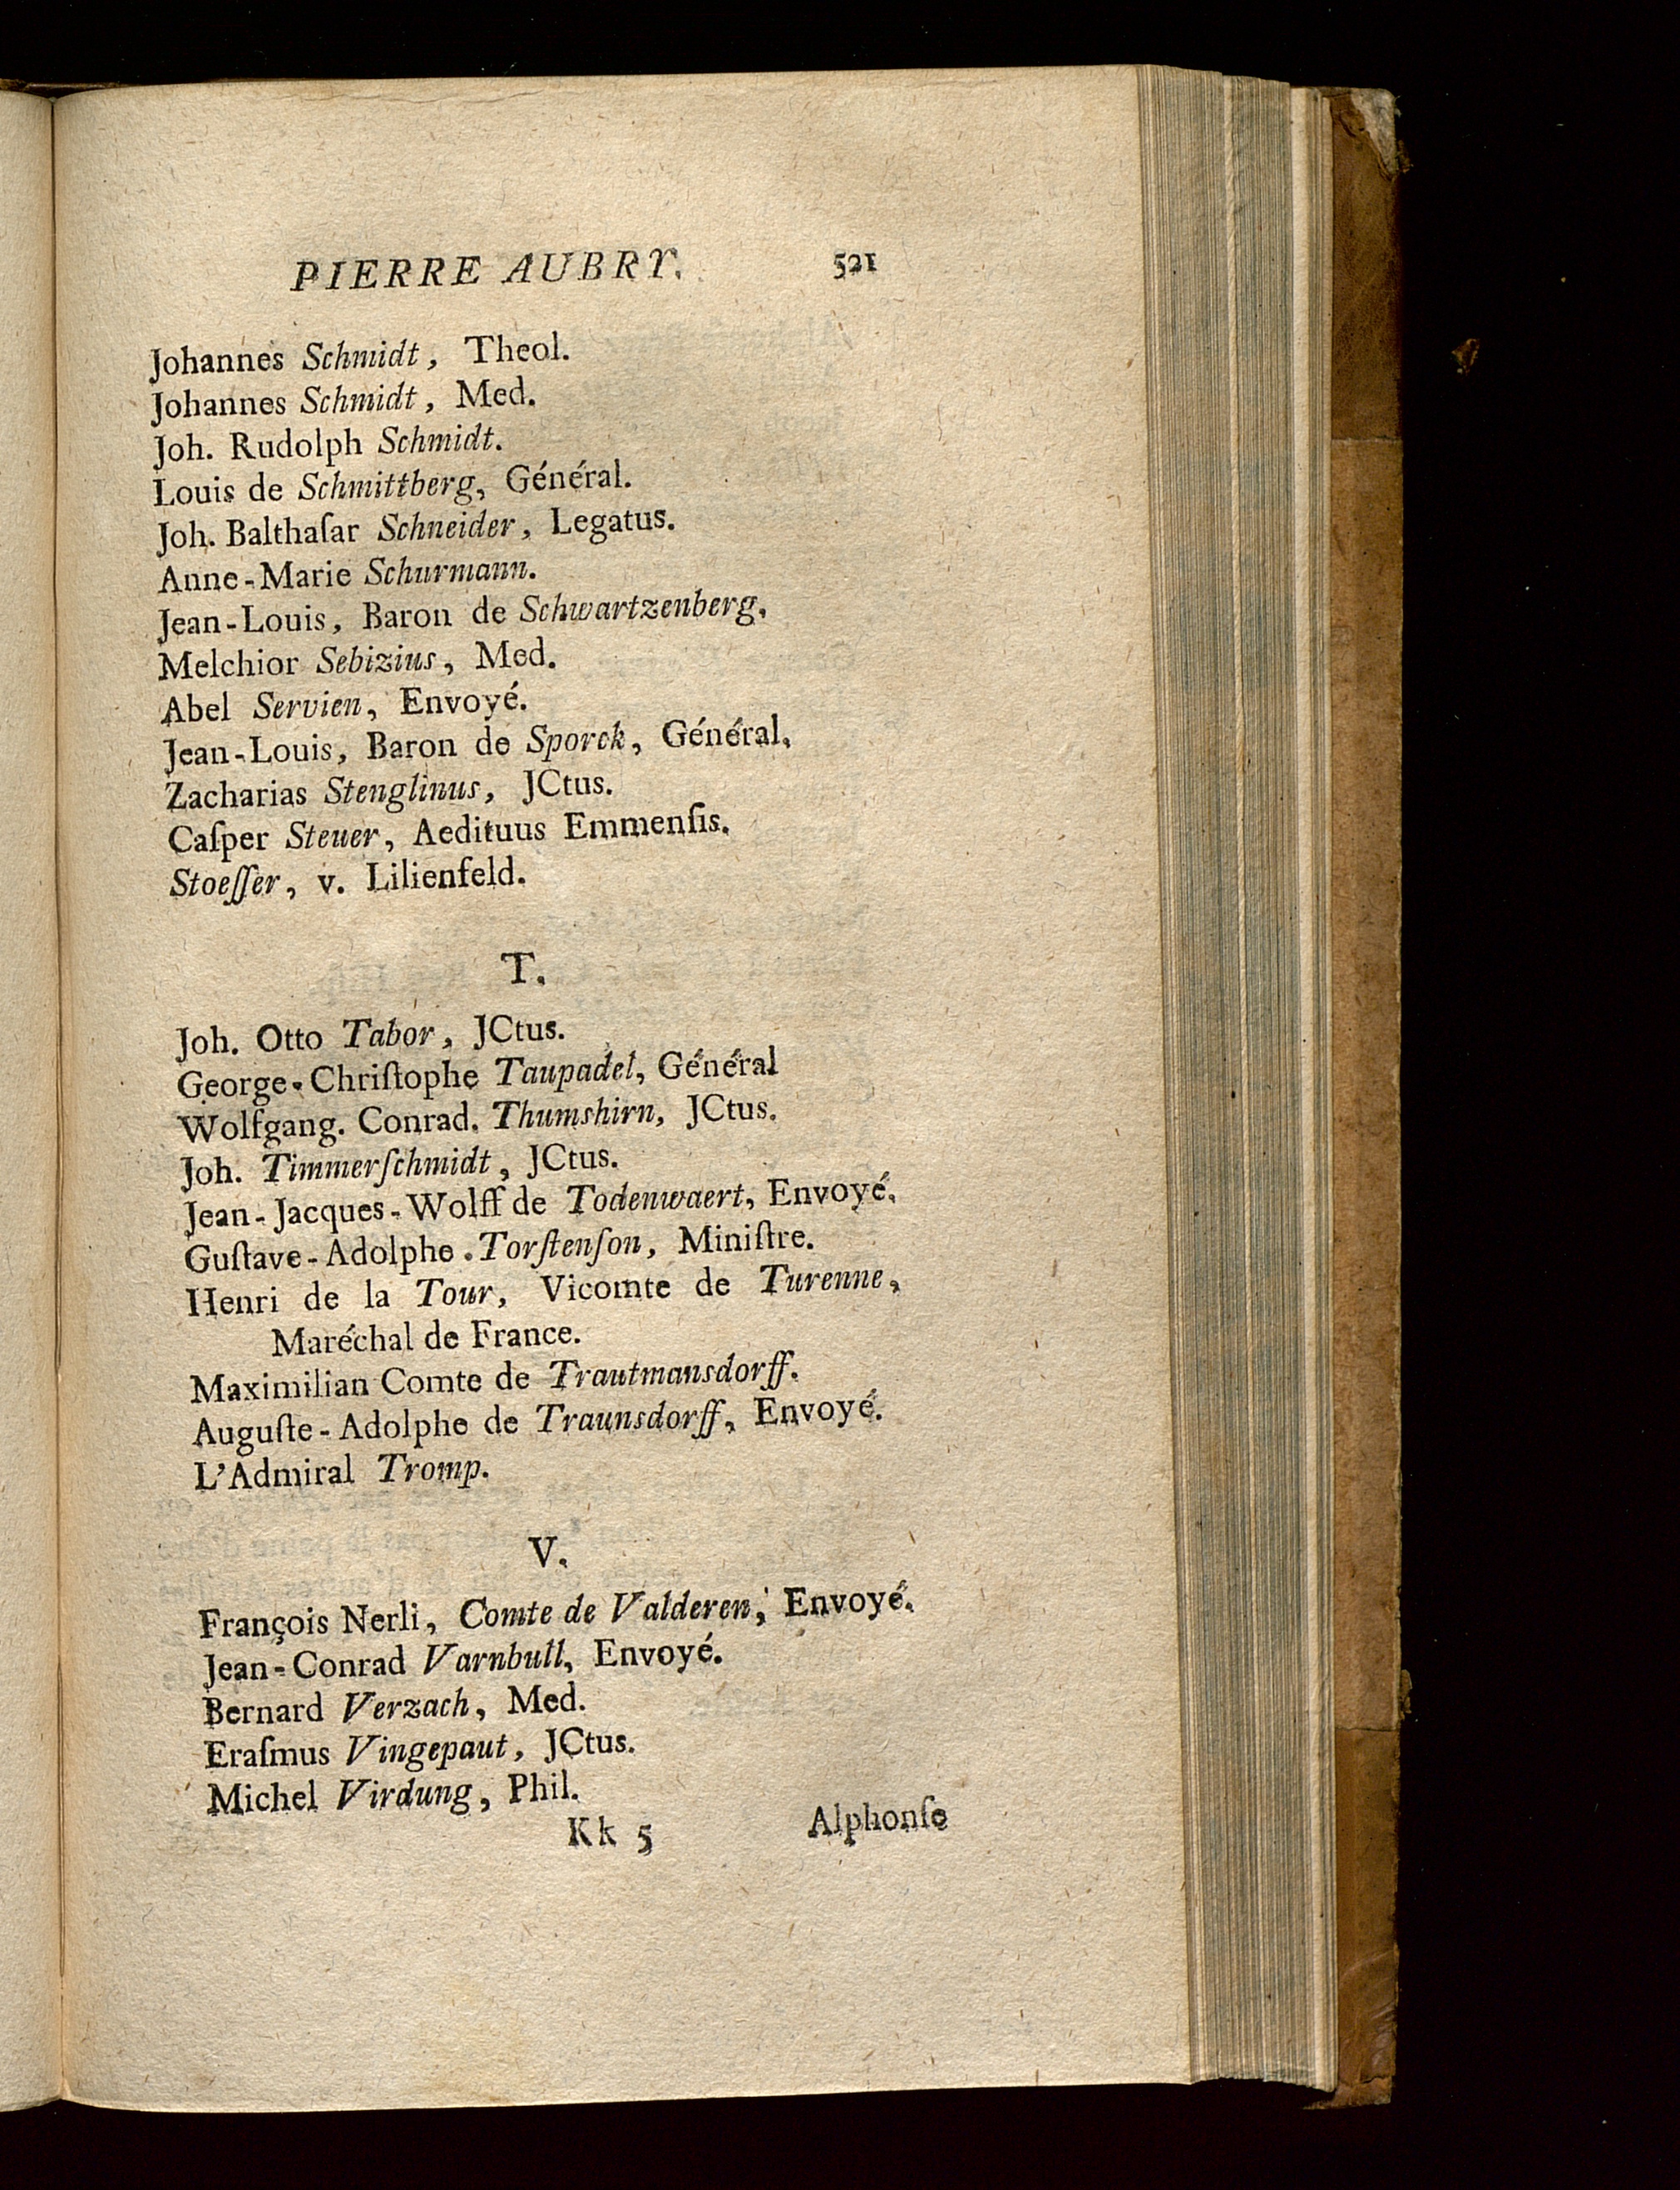 PIERRE AUBRY. 521
Johannes Schmidt, Theol.
Johannes Schmidt, Med.
Joh. Rudolph Schmidt.
Louis de Schmittberg, Général.
Joh. Balthaſar Schneider, Legatus.
Anne-Marie Schurmann.
Jean-Louis, Baron de Schwartzenberg.
Melchior Sebizius, Med.
Abel Servien, Envoyé.
Jean-Louis, Baron de Sporck, Général.
Zacharias Stenglinus, JCtus.
Caſper Steuer, Aedituus Emmenſis.
Stoeſſer, v. Lilienfeld.
T.
Joh. Otto Tabor, JCtus.
George-Chriſtophe Taupadel, Général
Wolfgang. Conrad. Thumshirn, JCtus.
Joh. Timmerſchmidt, JCtus.
Jean-Jacques-Wolff de Todenwaert, Envoyé.
Guſtave-Adolphe.Torſtenſon, Miniſtre.
Henri de la Tour, Vicomte de Turenne,
Maréchal de France.
Maximilian Comte de Trautmansdorff.
Auguſte-Adolphe de Traunsdorff, Envoyé.
L'Admiral Tromp.
V.
François Nerli, Comte de Valderen, Envoyé.
Jean-Conrad Varnbull, Envoyé.
Bernard Verzach, Med.
Eraſmus Vingepaut, JCtus.
Michel Virdung, Phil.
Kk 5 Alphonſe